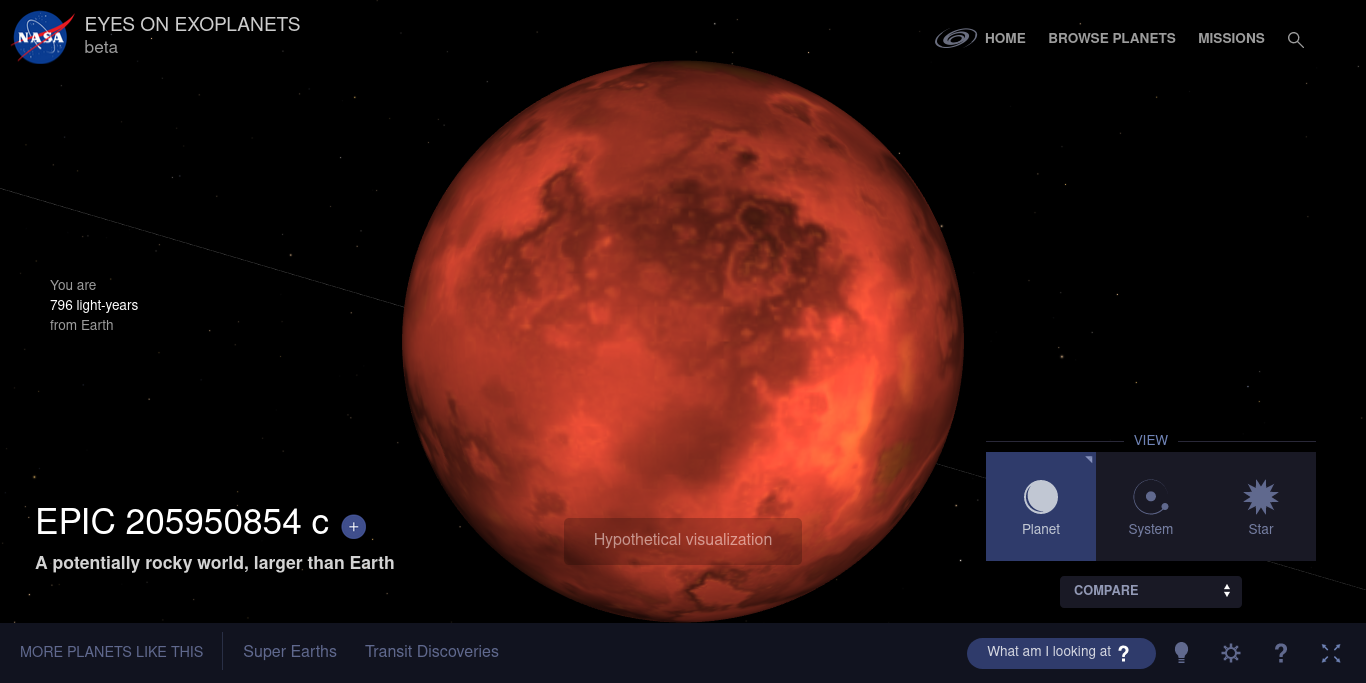 NASA
EYES ON EXOPLANETS
beta
HOME
BROWSE PLANETS
MISSIONS
You are
796 light-years
from Earth
EPIC 205950854 c +
A potentially rocky world, larger than Earth
Hypothetical visualization
VIEW
Planet
System
Star
COMPARE
MORE PLANETS LIKE THIS
Super Earths
Transit Discoveries
What am I looking at ?
?